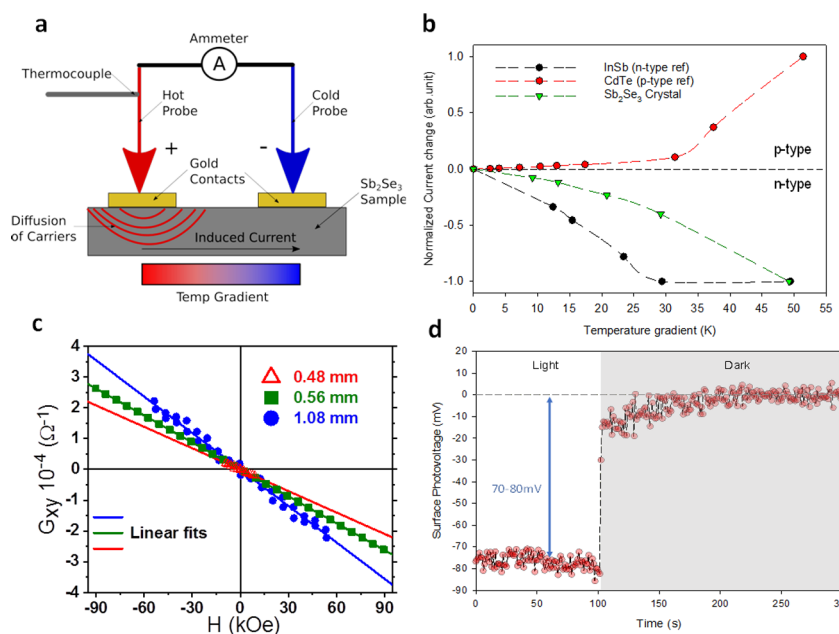 a
Ammeter
A
Thermocouple
Hot
Probe
Cold
Probe
+
-
Gold
Contacts
Sb₂Se₃
Sample
Diffusion
of Carriers
Induced Current
Temp Gradient
b
Normalized Current change (arb.unit)
1.0
0.5
0.0
-0.5
-1.0
InSb (n-type ref)
CdTe (p-type ref)
Sb₂Se₃ Crystal
p-type
n-type
0 5 10 15 20 25 30 35 40 45 50 55
Temperature gradient (K)
c
Gxy 10⁻⁴ (Ω⁻¹)
4
3
2
1
0
-1
-2
-3
-4
0.48 mm
0.56 mm
1.08 mm
Linear fits
-90 -60 -30 0 30 60 90
H (kOe)
d
Surface Photovoltage (mV)
20
10
0
-10
-20
-30
-40
-50
-60
-70
-80
-90
Light
Dark
70-80mV
0 50 100 150 200 250 300
Time (s)